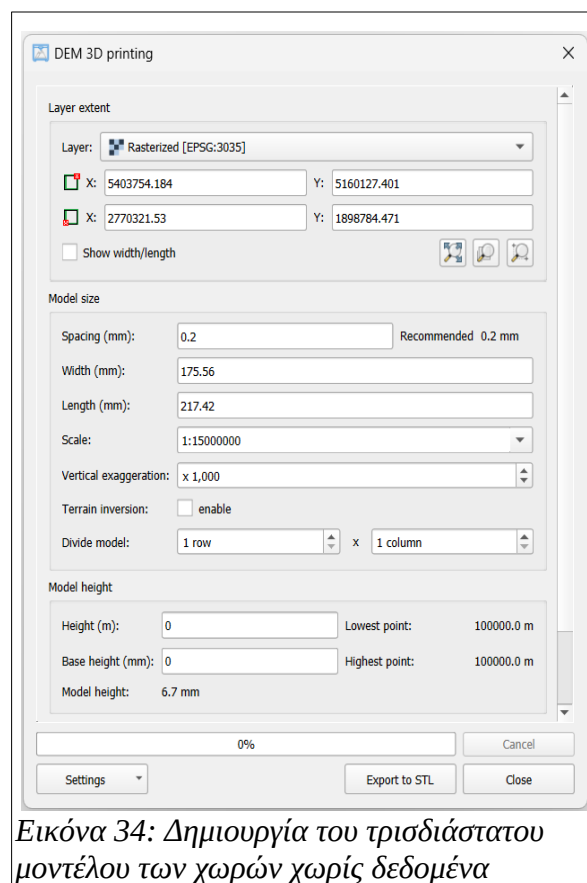 DEM 3D printing
Layer extent
Layer: Rasterized [EPSG:3035]
X: 5403754.184 Y: 5160127.401
X: 2770321.53 Y: 1898784.471
Show width/length
Model size
Spacing (mm): 0.2 Recommended 0.2 mm
Width (mm): 175.56
Length (mm): 217.42
Scale: 1:15000000
Vertical exaggeration: x 1,000
Terrain inversion: enable
Divide model: 1 row x 1 column
Model height
Height (m): 0 Lowest point: 100000.0 m
Base height (mm): 0 Highest point: 100000.0 m
Model height: 6.7 mm
0% Cancel
Settings Export to STL Close
Εικόνα 34: Δημιουργία του τρισδιάστατου
μοντέλου των χωρών χωρίς δεδομένα